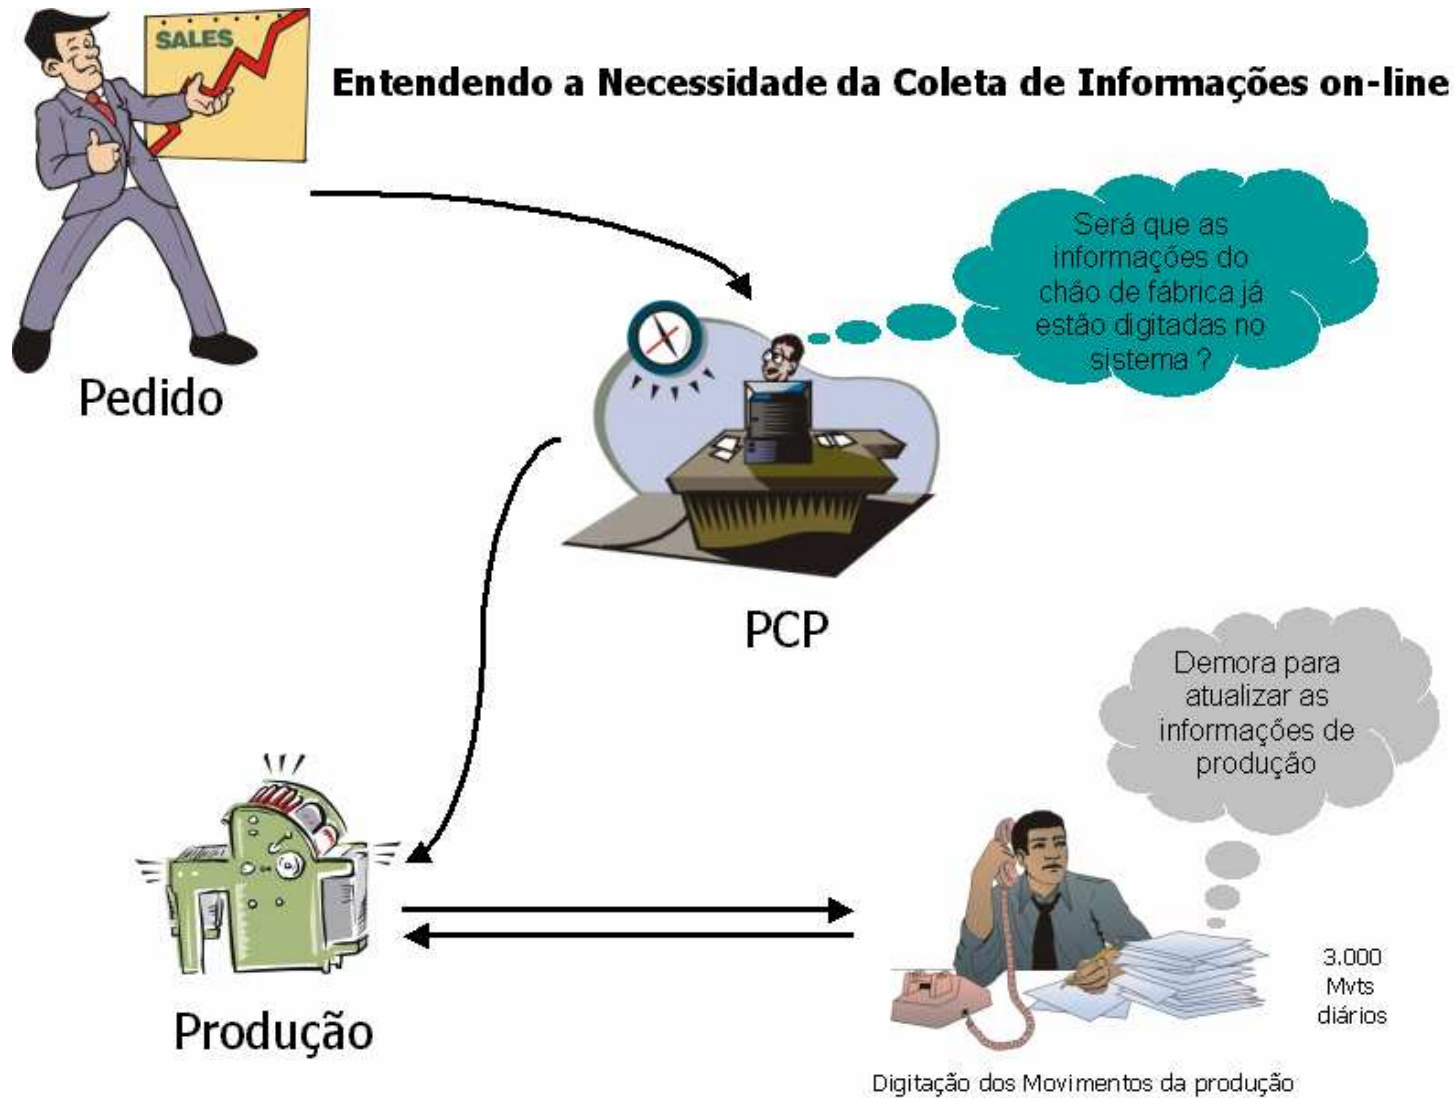 SALES
Entendendo a Necessidade da Coleta de Informações on-line
Será que as
informações do
chão de fábrica já
estão digitadas no
sistema ?
Pedido
PCP
Demora para
atualizar as
informações de
produção
3.000
Mvts
diários
Produção
Digitação dos Movimentos da produção